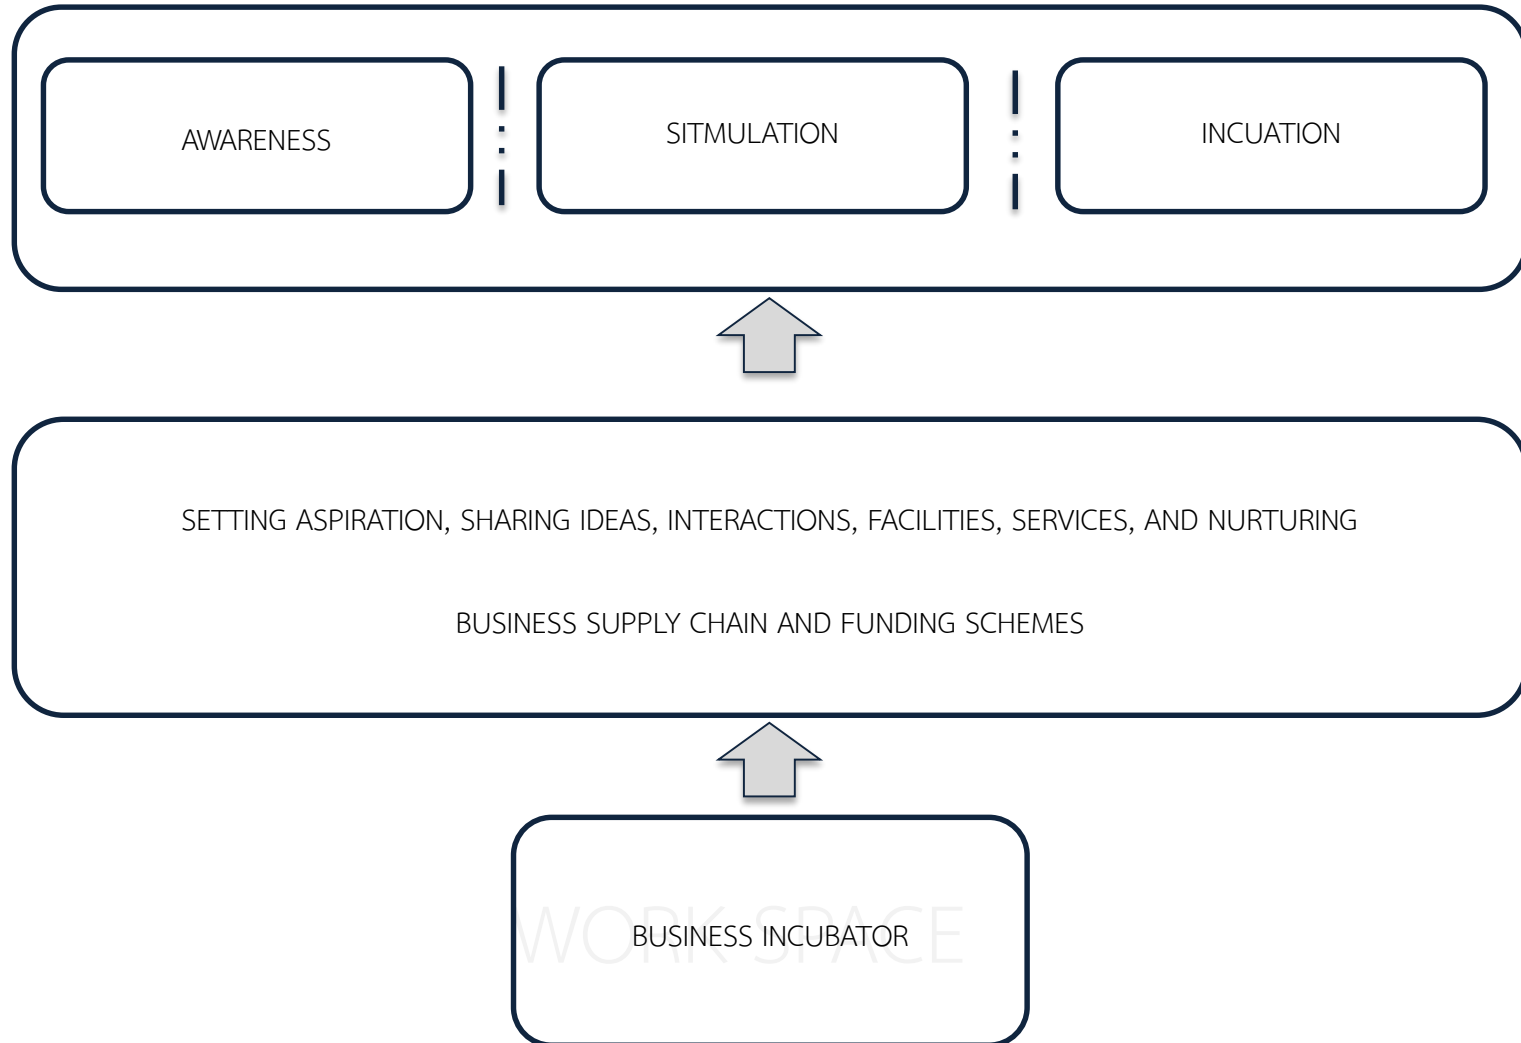 AWARENESS
SITMULATION
INCUATION
SETTING ASPIRATION, SHARING IDEAS, INTERACTIONS, FACILITIES, SERVICES, AND NURTURING
BUSINESS SUPPLY CHAIN AND FUNDING SCHEMES
WORK SPACE
BUSINESS INCUBATOR